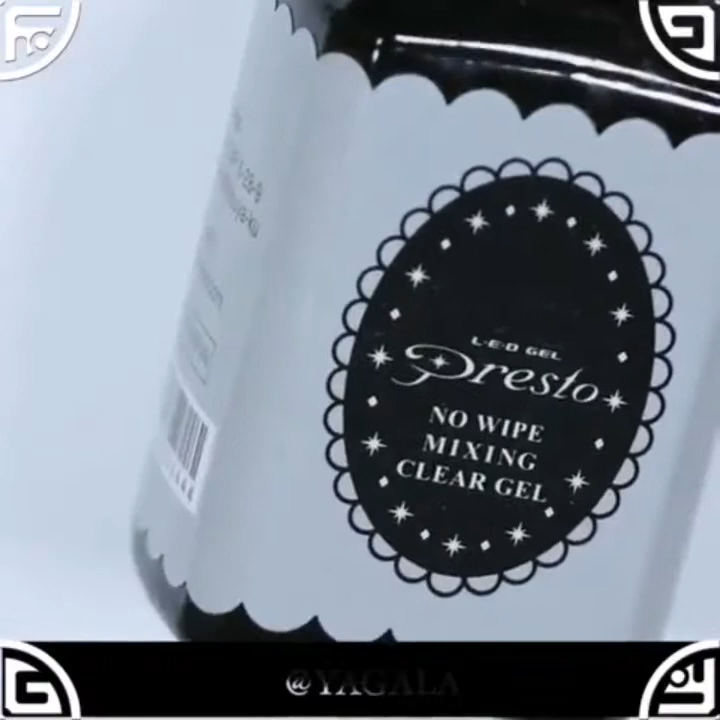 L·E·D GEL
Presto
NO WIPE
MIXING
CLEAR GEL
@YAGALA